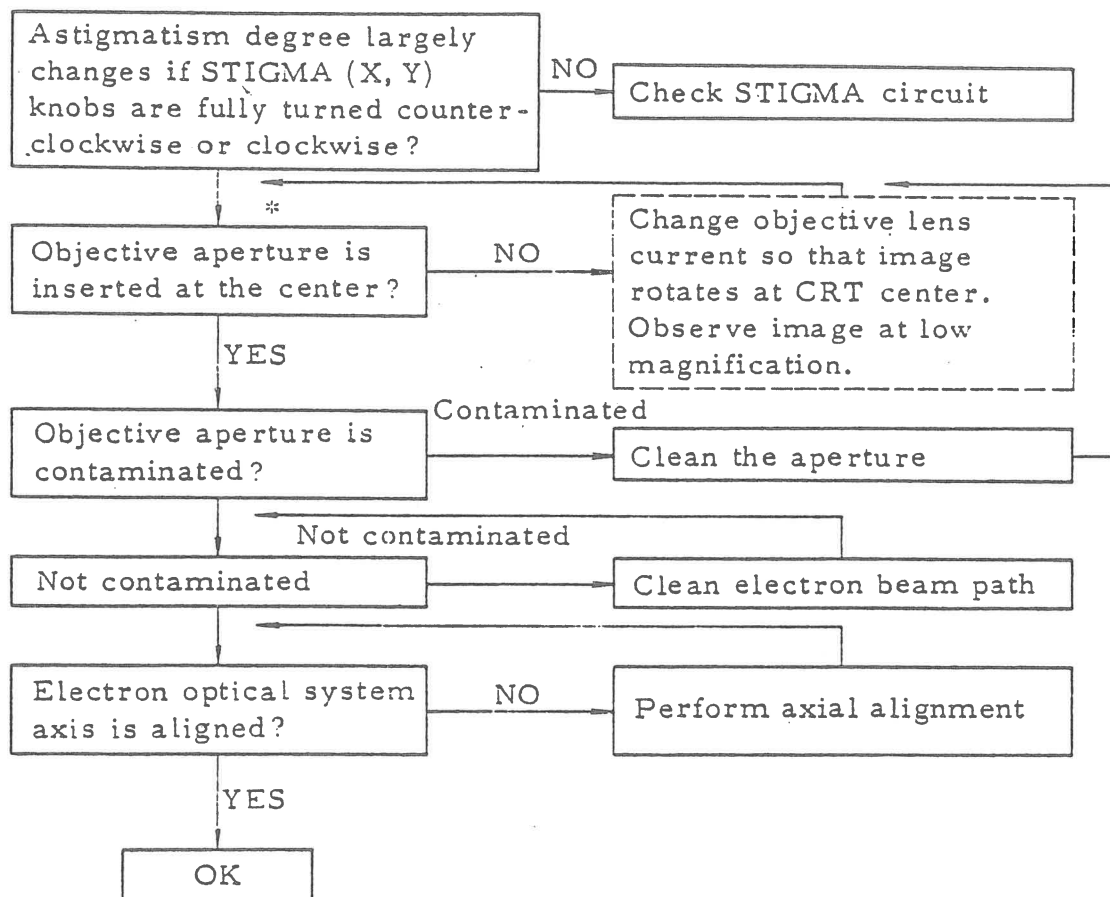 Astigmatism degree largely
changes if STIGMA (X, Y)
knobs are fully turned counter-
clockwise or clockwise?
NO
Check STIGMA circuit
*
Objective aperture is
inserted at the center?
NO
Change objective lens
current so that image
rotates at CRT center.
Observe image at low
magnification.
YES
Objective aperture is
contaminated?
Contaminated
Clean the aperture
Not contaminated
Not contaminated
Clean electron beam path
Electron optical system
axis is aligned?
NO
Perform axial alignment
YES
OK